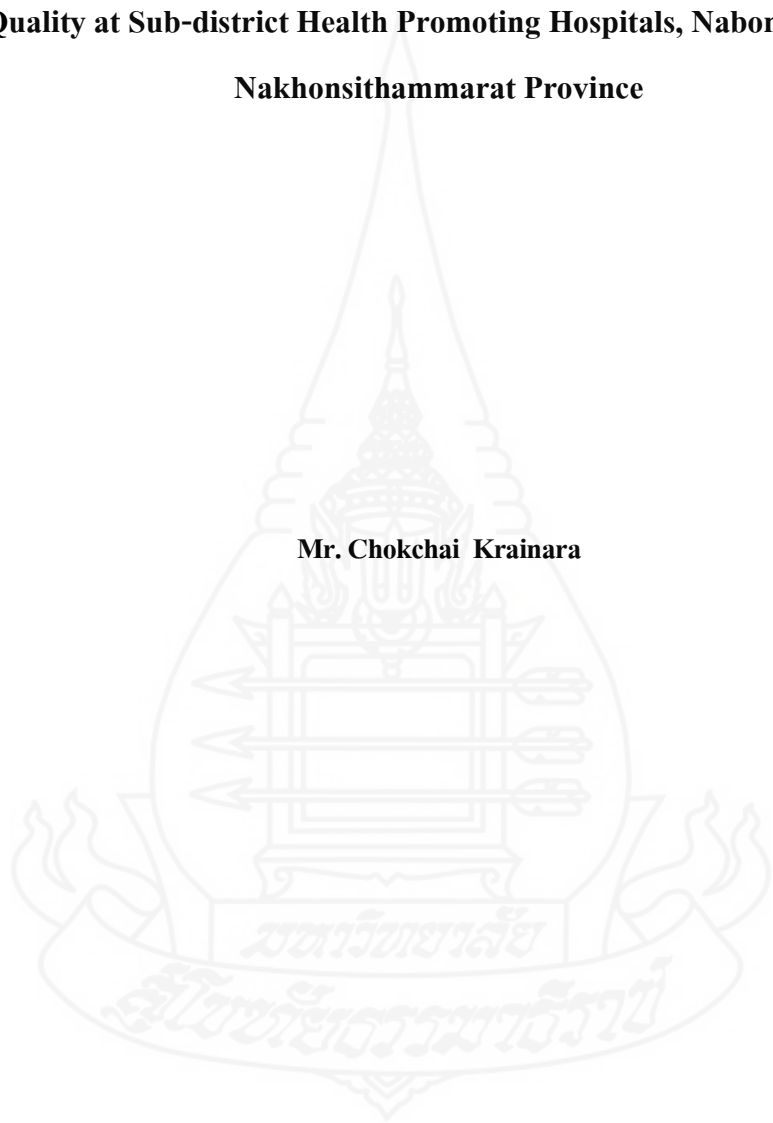 Quality at Sub-district Health Promoting Hospitals,
Nakhonsithammarat Province
Mr. Chokchai Krainara
มหาวิทยาลัย
สุโขทัยธรรมาธิราช